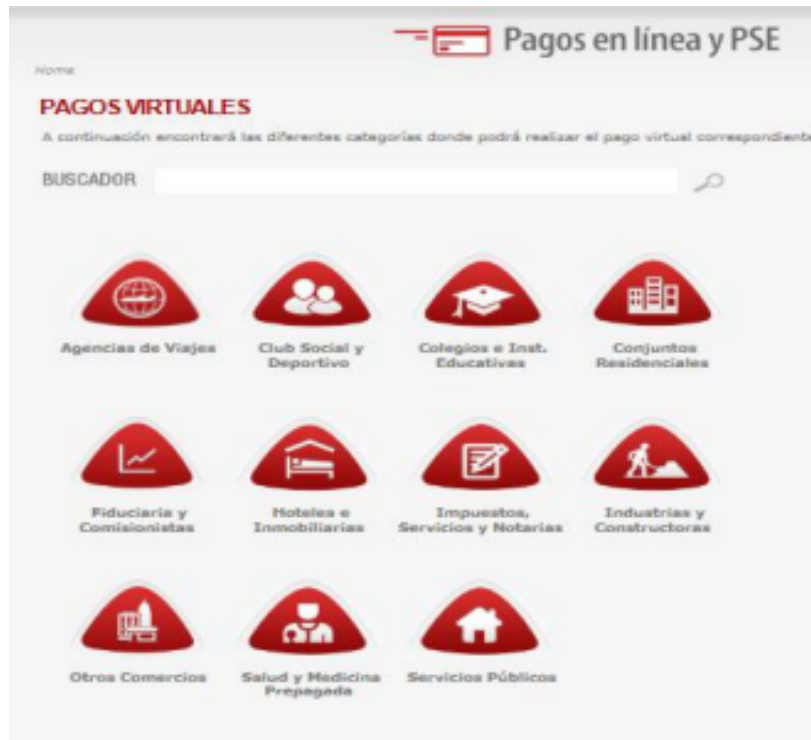 Pagos en línea y PSE
Home
PAGOS VIRTUALES
A continuación encontrará las diferentes categorías donde podrá realizar el pago virtual correspondiente
BUSCADOR
Agencias de Viajes
Club Social y
Deportivo
Colegios e Inst.
Educativas
Conjuntos
Residenciales
Fiduciaria y
Comisionistas
Hoteles e
Inmobiliarias
Impuestos,
Servicios y Notarias
Industrias y
Constructoras
Otros Comercios
Salud y Medicina
Prepagada
Servicios Públicos